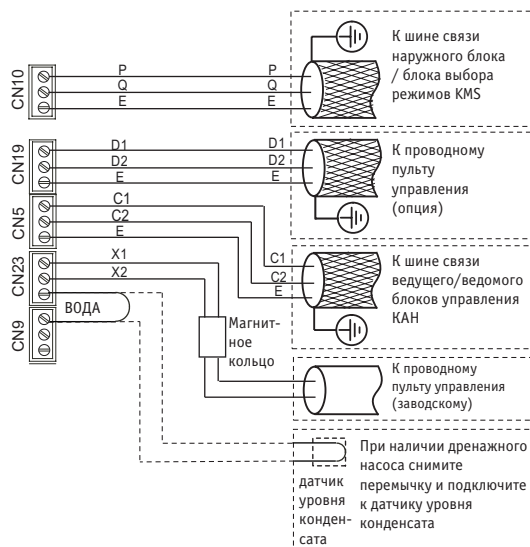 CN10
P
Q
E
P
Q
E
К шине связи
наружного блока
/ блока выбора
режимов KMS
CN19
D1
D2
E
D1
D2
E
К проводному
пульту
управления
(опция)
CN5
C1
C2
E
C1
C2
E
К шине связи
ведущего/ведомого
блоков управления
КАН
CN23
X1
X2
ВОДА
CN9
Магнит-
ное
кольцо
К проводному
пульту управления
(заводскому)
датчик
уровня
конден-
сата
При наличии дренажного
насоса снимите
перемычку и подключите
к датчику уровня
конденсата